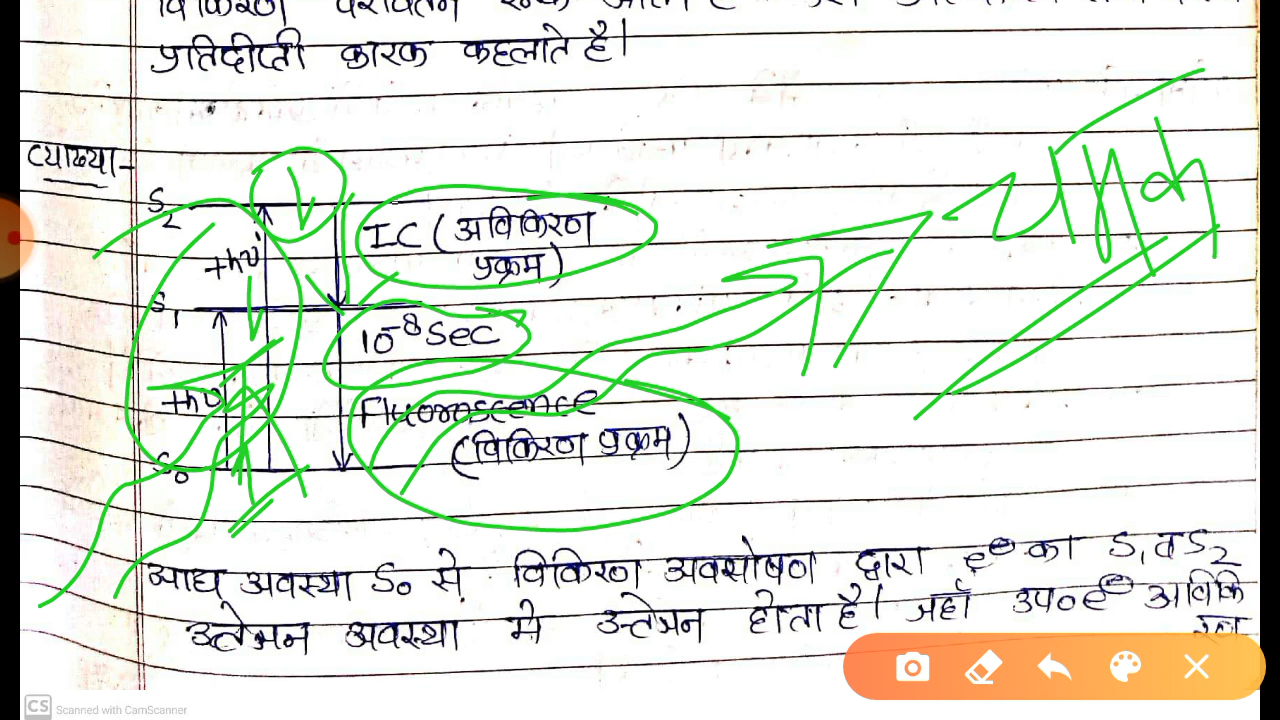 प्रतिदीप्ती कारक कहलाते है।
व्याख्या-
S2
IC (अविकिरण
प्रक्रम)
+hν'
S1
10-8 Sec
+hν
Fluorescence
(विकिरण प्रक्रम)
S0
आद्य अवस्था S0 से विकिरण अवशोषण द्वारा e⊖ का S1 व S2
उत्तेजन अवस्था मे उत्तेजन होता है। जहाँ उप० e⊖ अविकि
रण
CS Scanned with CamScanner